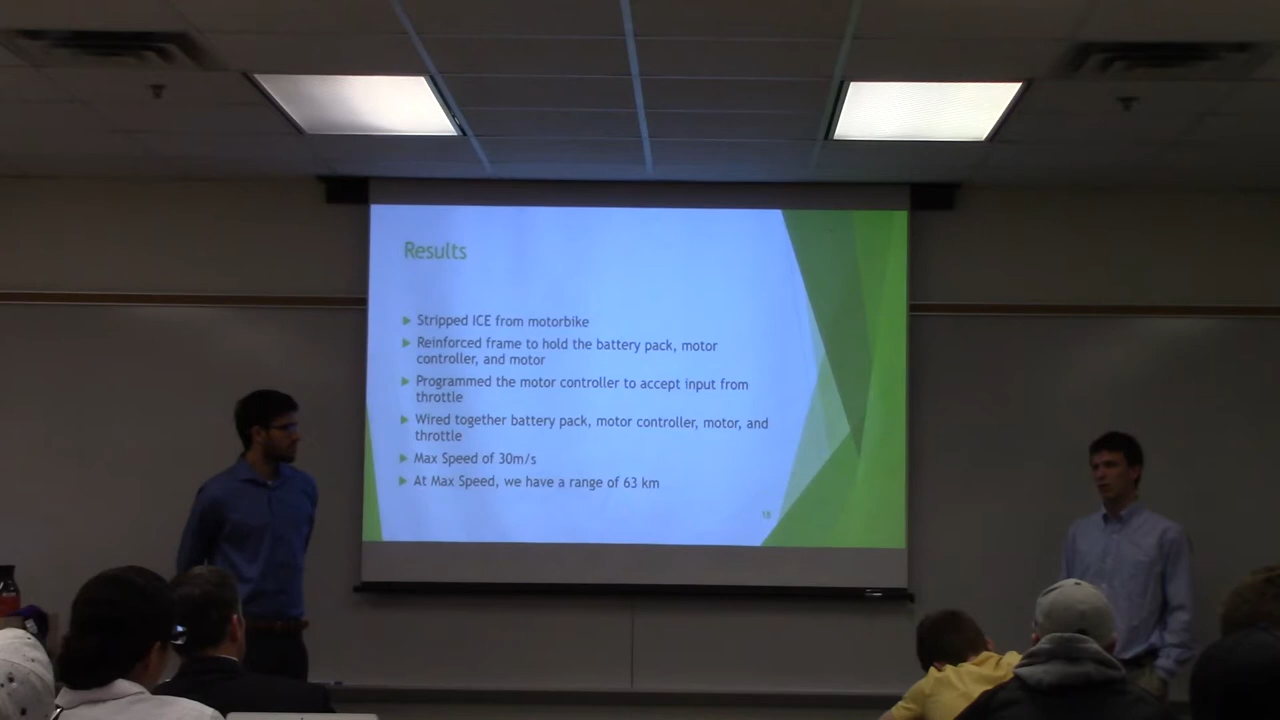 Results
Stripped ICE from motorbike
Reinforced frame to hold the battery pack, motor
controller, and motor
Programmed the motor controller to accept input from
throttle
Wired together battery pack, motor controller, motor, and
throttle
Max Speed of 30m/s
At Max Speed, we have a range of 63 km